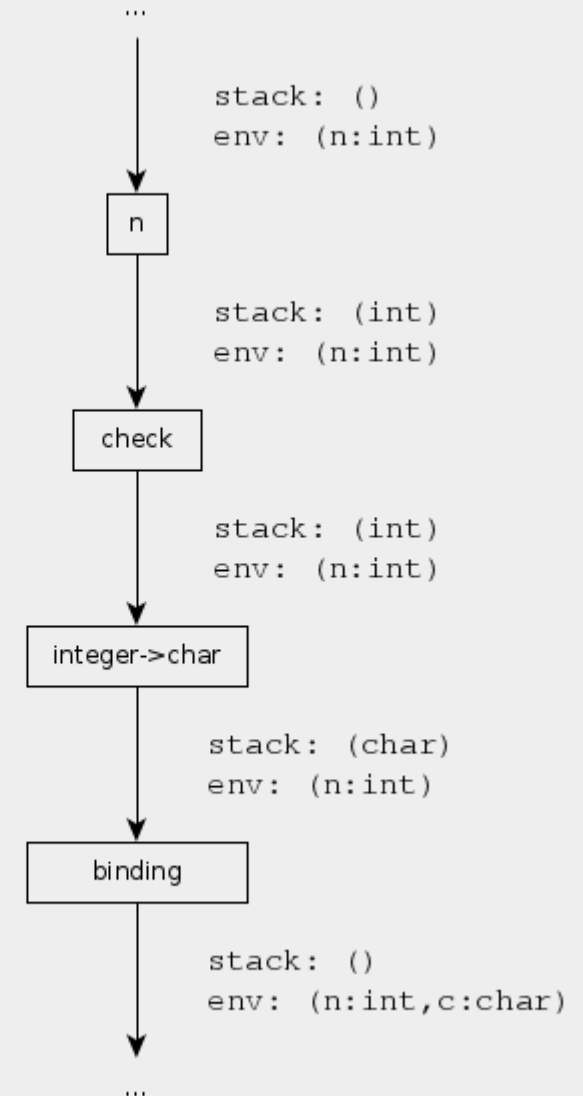 ...
stack: ()
env: (n:int)
n
stack: (int)
env: (n:int)
check
stack: (int)
env: (n:int)
integer->char
stack: (char)
env: (n:int)
binding
stack: ()
env: (n:int,c:char)
...